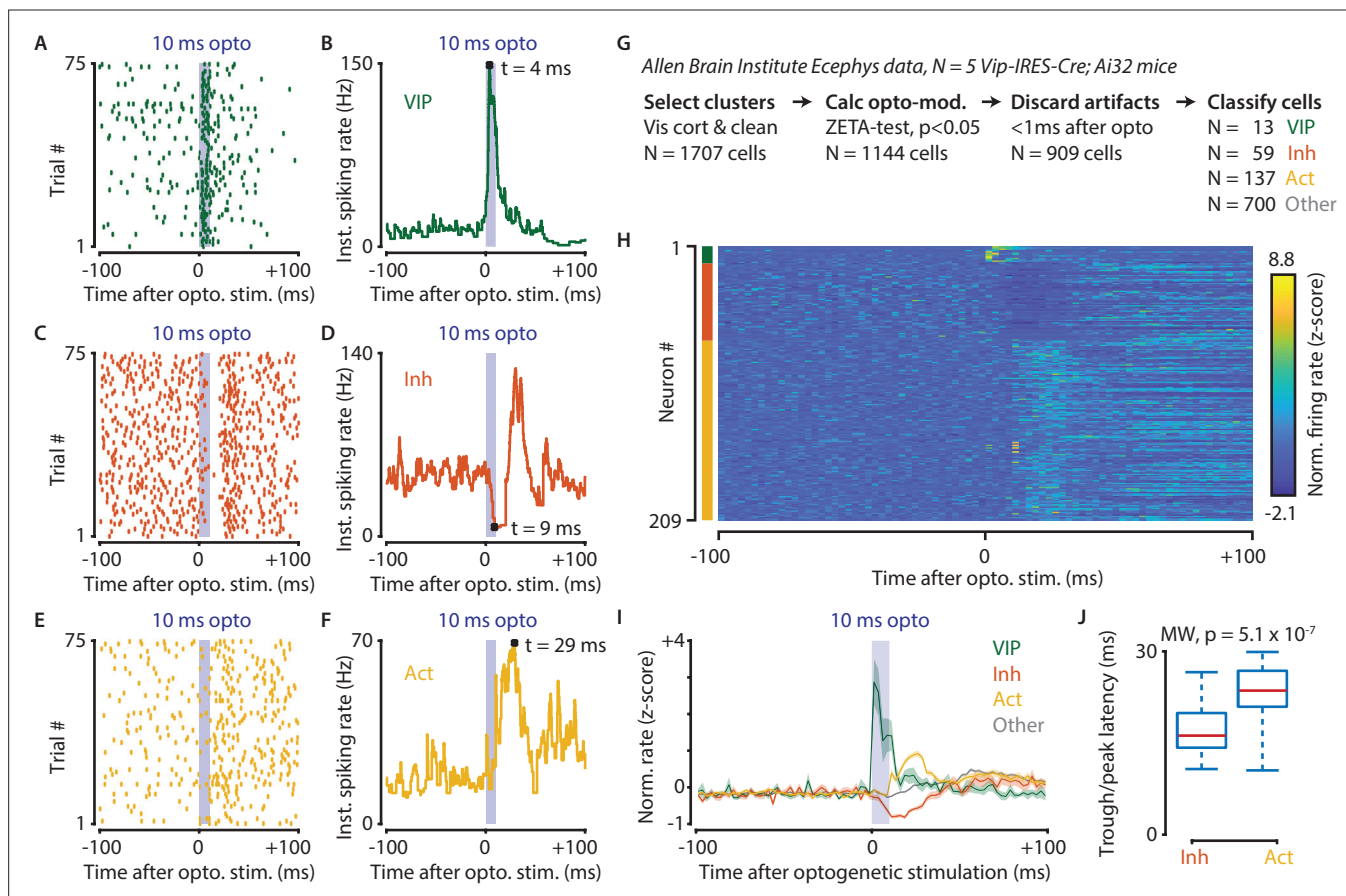 A
10 ms opto
75
Trial #
1
-100
0
+100
Time after opto. stim. (ms)
B
10 ms opto
150
t = 4 ms
VIP
Inst. spiking rate (Hz)
0
-100
0
+100
Time after opto. stim. (ms)
C
10 ms opto
75
Trial #
1
-100
0
+100
Time after opto. stim. (ms)
D
10 ms opto
140
Inh
Inst. spiking rate (Hz)
t = 9 ms
0
-100
0
+100
Time after opto. stim. (ms)
E
10 ms opto
75
Trial #
1
-100
0
+100
Time after opto. stim. (ms)
F
10 ms opto
70
t = 29 ms
Act
Inst. spiking rate (Hz)
0
-100
0
+100
Time after opto. stim. (ms)
G
Allen Brain Institute Ecephys data, N = 5 Vip-IRES-Cre; Ai32 mice
Select clusters → Calc opto-mod. → Discard artifacts → Classify cells
Vis cort & clean ZETA-test, p<0.05 <1ms after opto N = 13 VIP
N = 1707 cells N = 1144 cells N = 909 cells N = 59 Inh
N = 137 Act
N = 700 Other
H
1
Neuron #
209
-100
0
+100
Time after opto. stim. (ms)
8.8
Norm. firing rate (z-score)
-2.1
I
10 ms opto
+4
VIP
Inh
Act
Other
Norm. rate (z-score)
0
-1
-100
0
+100
Time after optogenetic stimulation (ms)
J
MW, p = 5.1 x 10⁻⁷
30
Trough/peak latency (ms)
0
Inh
Act